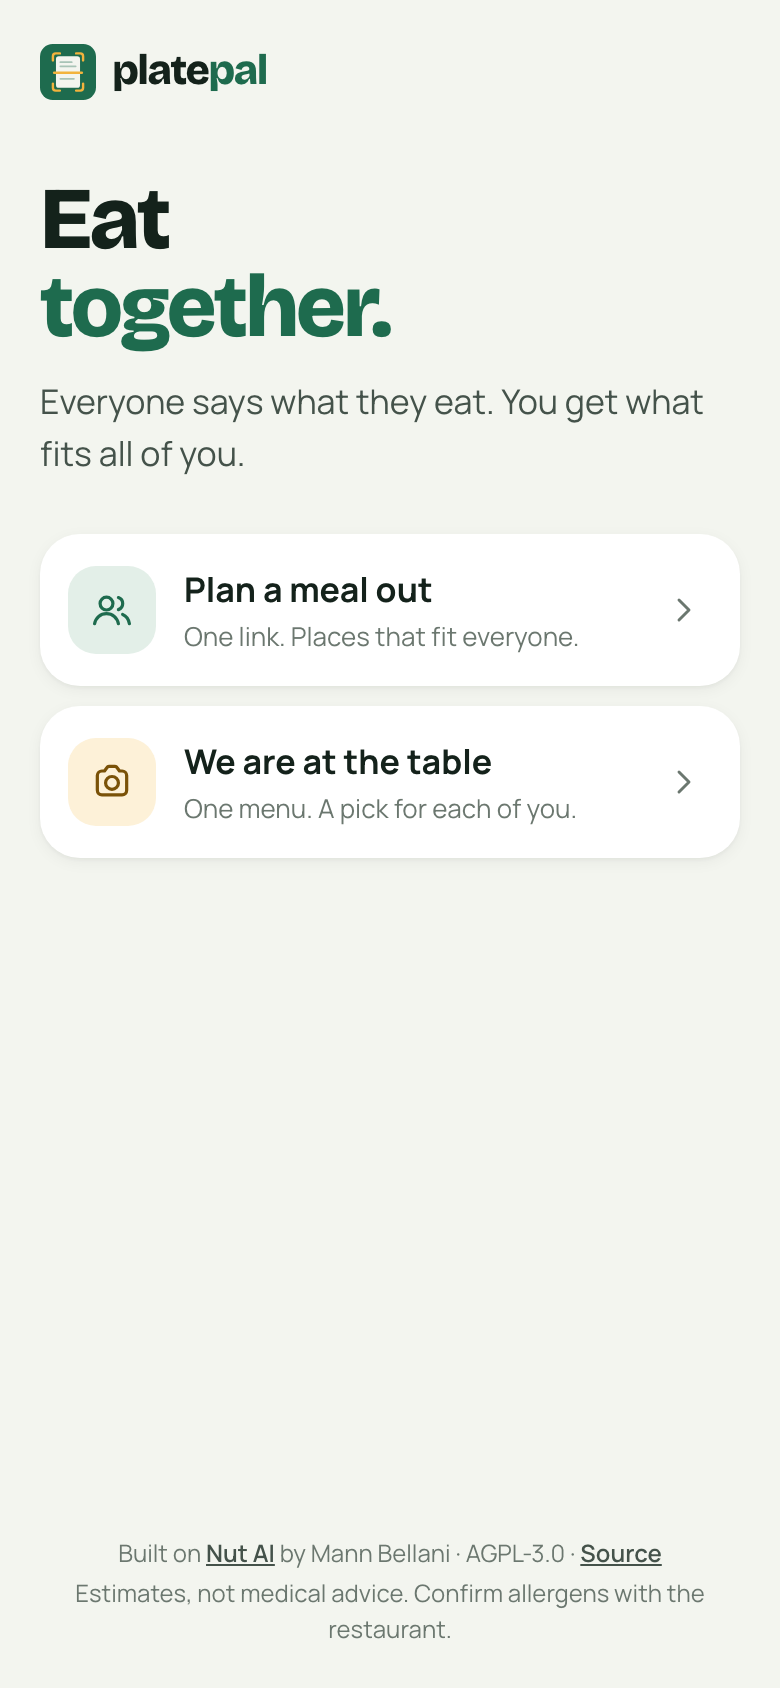 platepal
Eat
together.
Everyone says what they eat. You get what
fits all of you.
Plan a meal out
One link. Places that fit everyone.
We are at the table
One menu. A pick for each of you.
Built on Nut AI by Mann Bellani · AGPL-3.0 · Source
Estimates, not medical advice. Confirm allergens with the
restaurant.